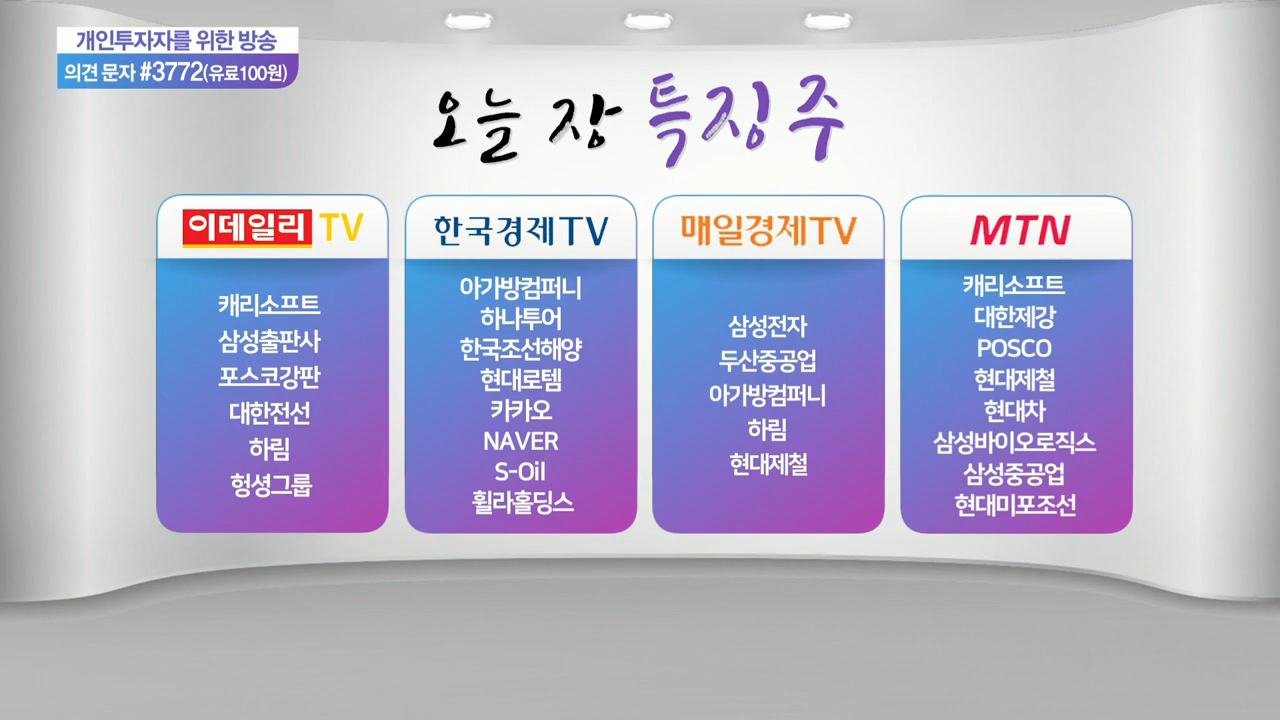 개인투자자를 위한 방송
의견 문자 #3772(유료100원)
오늘 장 특징주
이데일리 TV
캐리소프트
삼성출판사
포스코강판
대한전선
하림
헝셩그룹
한국경제TV
아가방컴퍼니
하나투어
한국조선해양
현대로템
카카오
NAVER
S-Oil
휠라홀딩스
매일경제TV
삼성전자
두산중공업
아가방컴퍼니
하림
현대제철
MTN
캐리소프트
대한제강
POSCO
현대제철
현대차
삼성바이오로직스
삼성중공업
현대미포조선